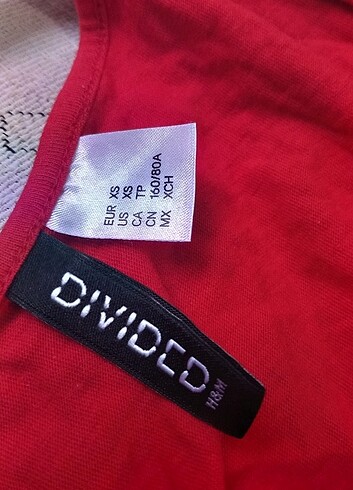 EUR XS
US XS
CA TP
CN 160/80A
MX XCH
DIVIDED
H&M